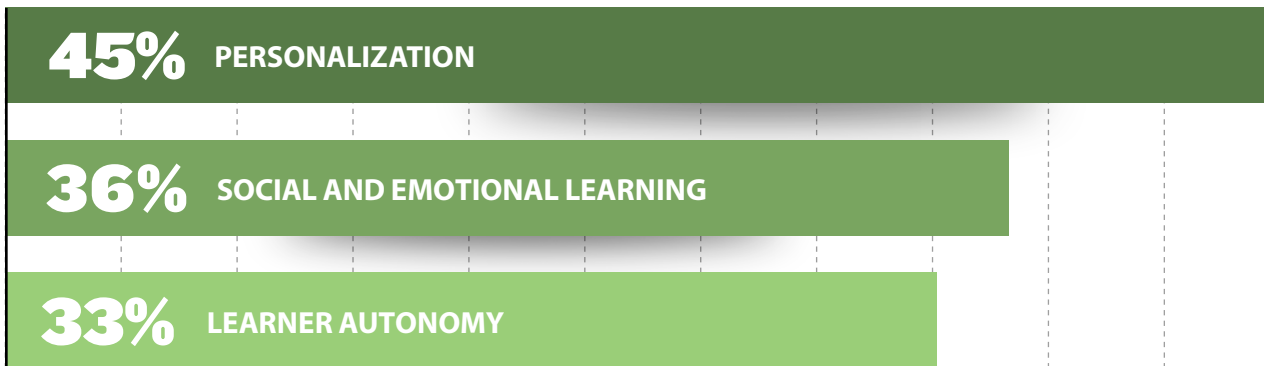 45% PERSONALIZATION
36% SOCIAL AND EMOTIONAL LEARNING
33% LEARNER AUTONOMY